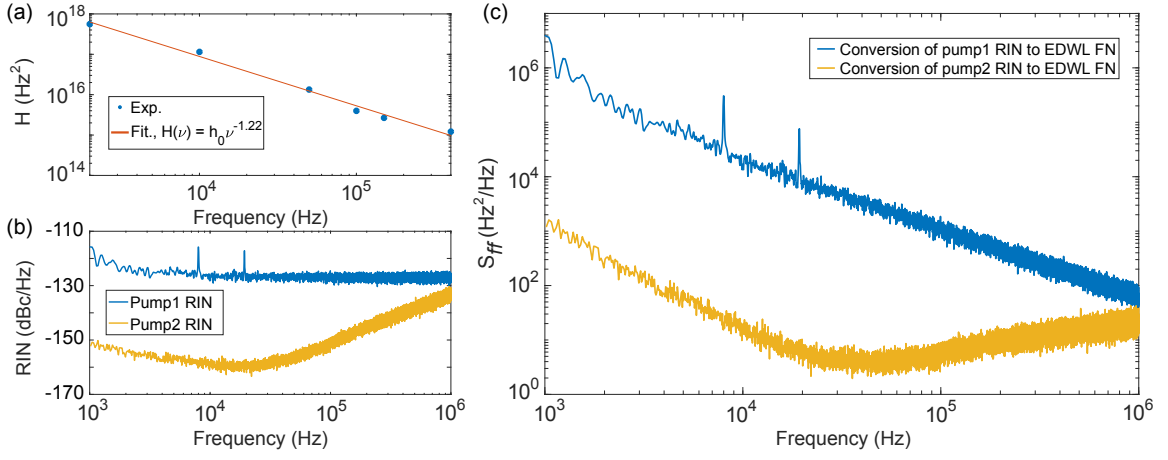 (a)
10^18
10^16
10^14
H (Hz^2)
Exp.
Fit., H(ν) = h_0ν^-1.22
10^4
10^5
Frequency (Hz)
(b)
-110
-130
-150
-170
RIN (dBc/Hz)
Pump1 RIN
Pump2 RIN
10^3
10^4
10^5
10^6
Frequency (Hz)
(c)
10^6
10^4
10^2
10^0
S_ff (Hz^2/Hz)
Conversion of pump1 RIN to EDWL FN
Conversion of pump2 RIN to EDWL FN
10^3
10^4
10^5
10^6
Frequency (Hz)